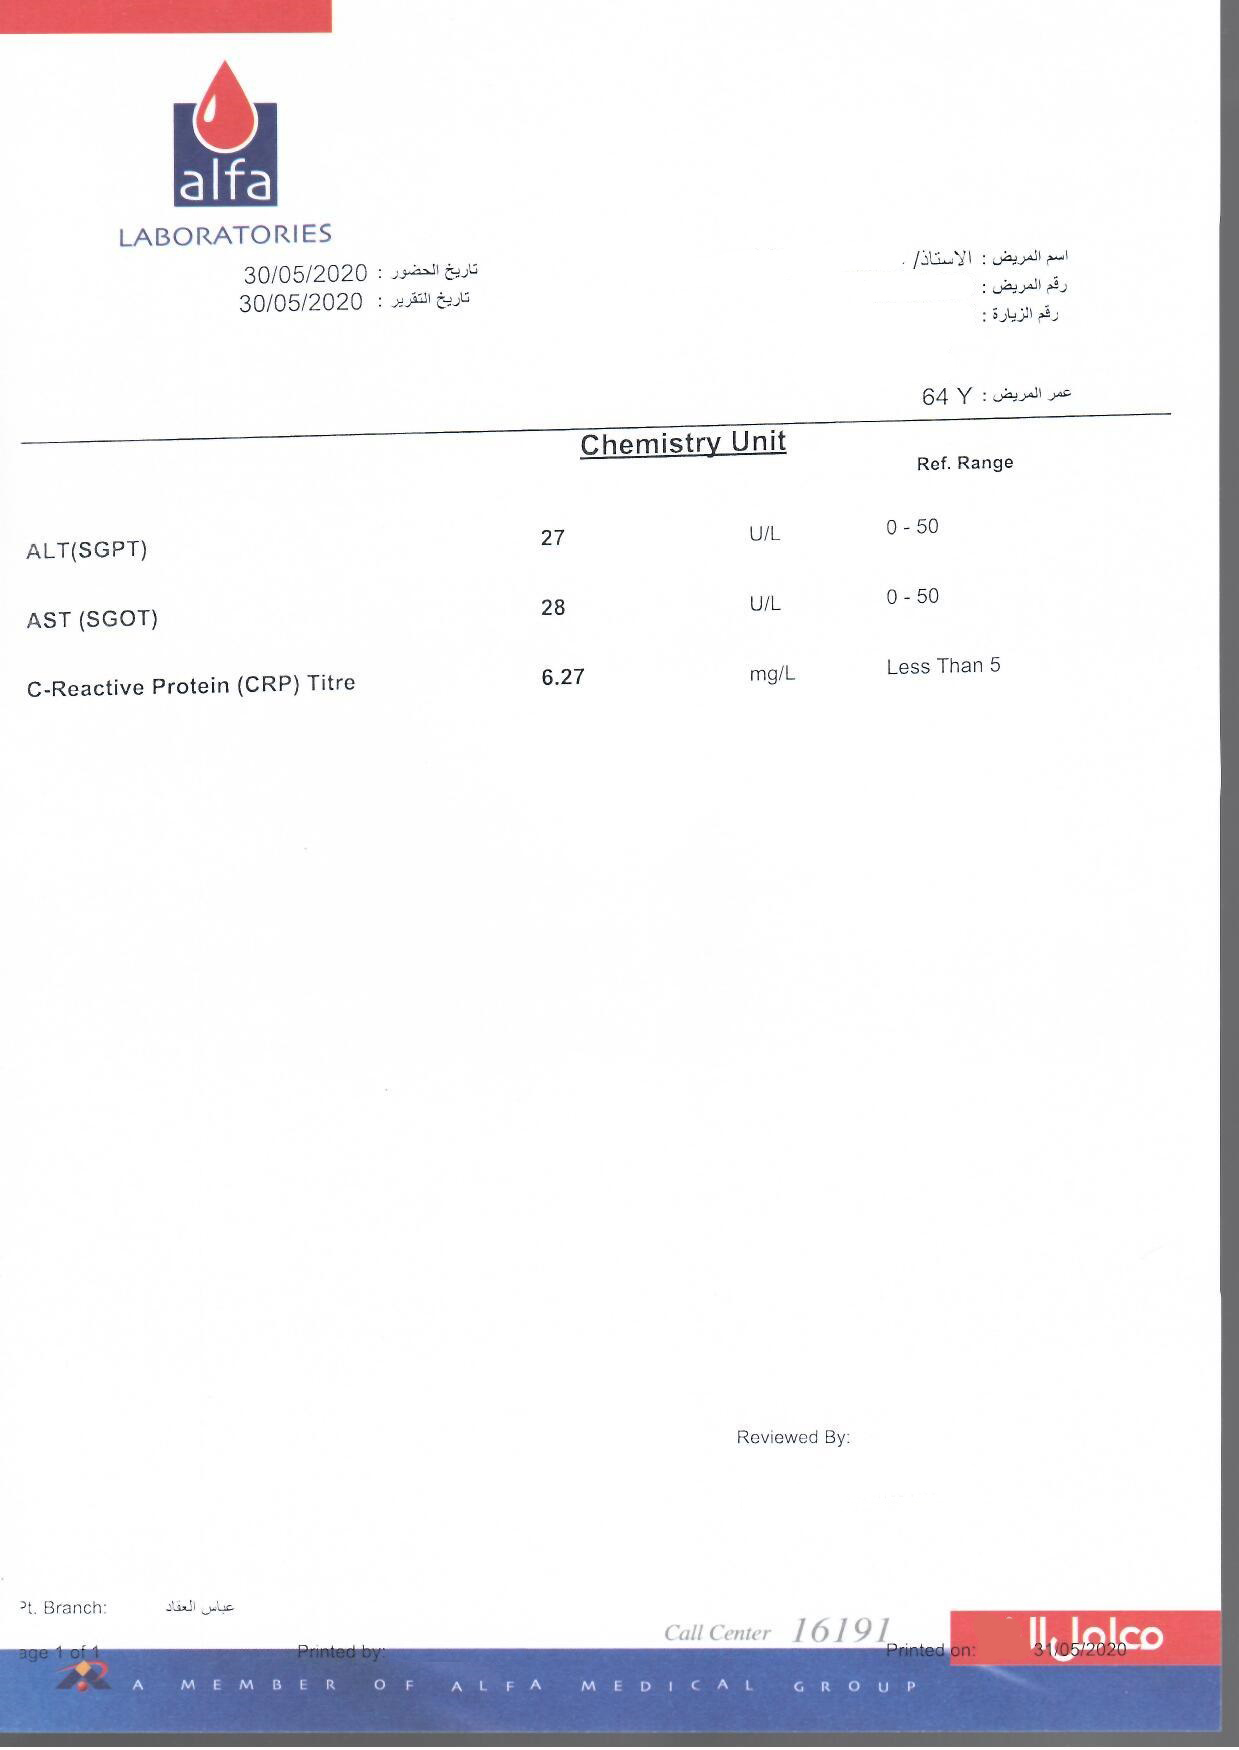 alfa
LABORATORIES
اسم المريض : الاستاذ/ .
تاريخ الحضور : 30/05/2020
رقم المريض :
تاريخ التقرير : 30/05/2020
رقم الزيارة :
عمر المريض : 64 Y
Chemistry Unit
Ref. Range
ALT(SGPT) 27 U/L 0 - 50
AST (SGOT) 28 U/L 0 - 50
C-Reactive Protein (CRP) Titre 6.27 mg/L Less Than 5
Reviewed By:
Pt. Branch: عباس العقاد
Call Center 16191
age 1 of 1 Printed by: Printed on: 31/05/2020
A MEMBER OF ALFA MEDICAL GROUP